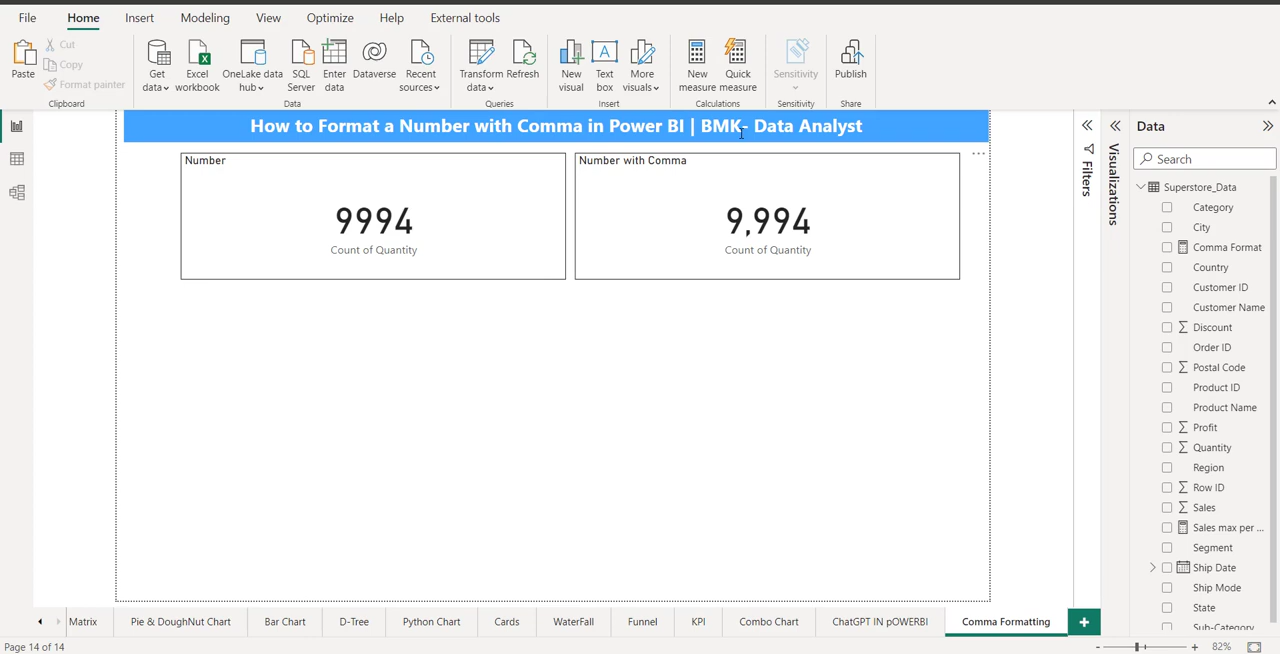 File Home Insert Modeling View Optimize Help External tools
Paste
Cut
Copy
Format painter
Clipboard
Get data
Excel workbook
OneLake data hub
SQL Server
Enter data
Dataverse
Recent sources
Data
Transform data
Refresh
Queries
New visual
Text box
More visuals
Insert
New measure
Quick measure
Calculations
Sensitivity
Sensitivity
Publish
Share
How to Format a Number with Comma in Power BI | BMK- Data Analyst
Number
9994
Count of Quantity
Number with Comma
9,994
Count of Quantity
Filters
Visualizations
Data
Search
Superstore_Data
Category
City
Comma Format
Country
Customer ID
Customer Name
Discount
Order ID
Postal Code
Product ID
Product Name
Profit
Quantity
Region
Row ID
Sales
Sales max per ...
Segment
Ship Date
Ship Mode
State
Sub-Category
Matrix Pie & DoughNut Chart Bar Chart D-Tree Python Chart Cards WaterFall Funnel KPI Combo Chart ChatGPT IN pOWERBI Comma Formatting
Page 14 of 14
- + 82%